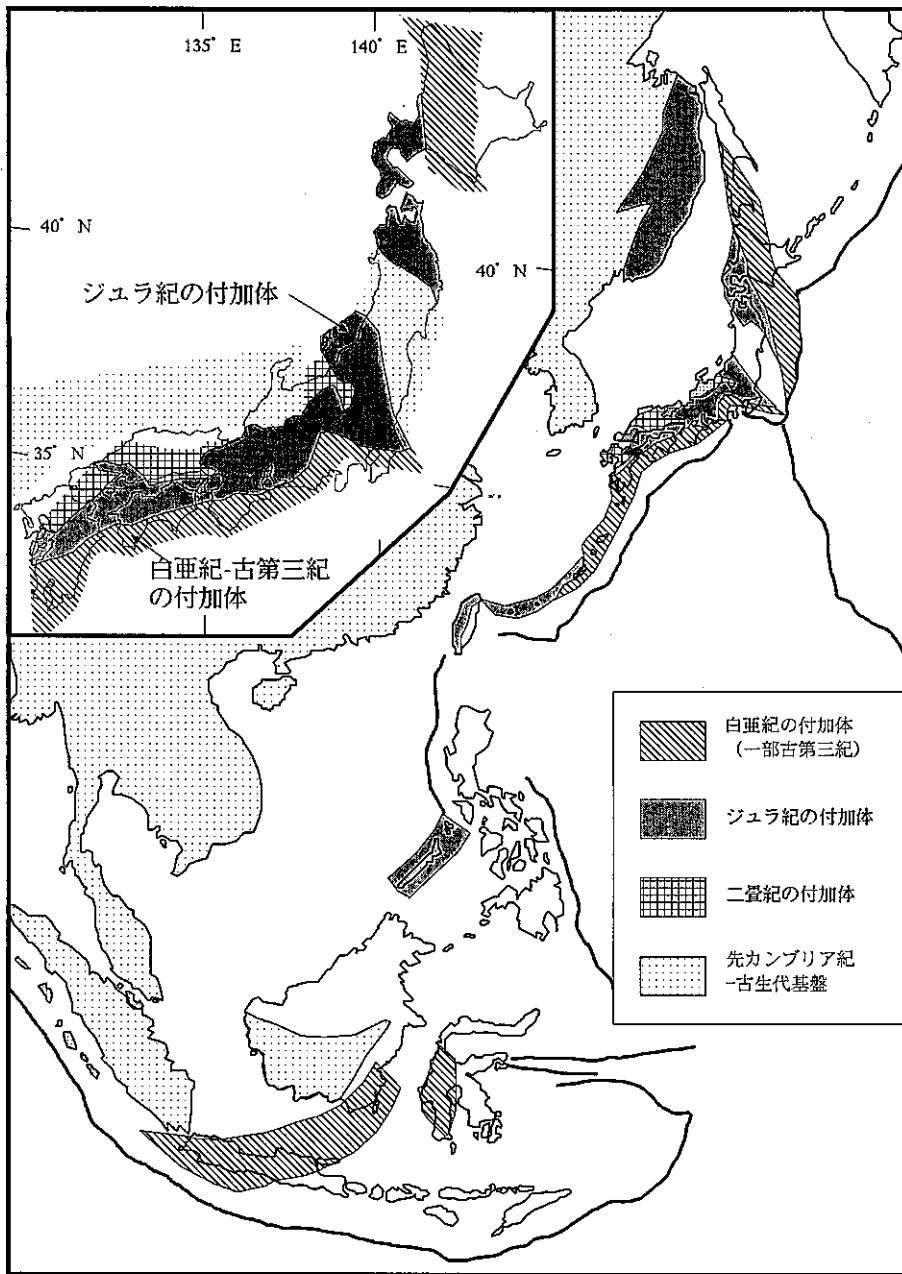 135° E
140° E
40° N
40° N
ジュラ紀の付加体
35° N
白亜紀-古第三紀
の付加体
白亜紀の付加体
(一部古第三紀)
ジュラ紀の付加体
二畳紀の付加体
先カンブリア紀
-古生代基盤